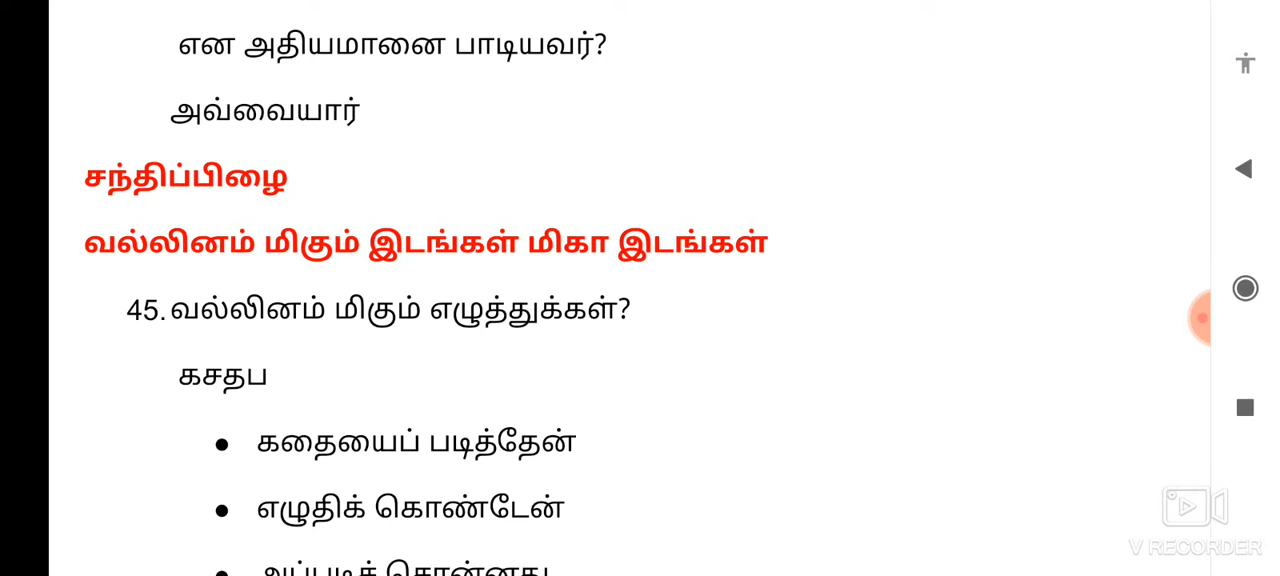 என அதியமானை பாடியவர்?
அவ்வையார்
சந்திப்பிழை
வல்லினம் மிகும் இடங்கள் மிகா இடங்கள்
45. வல்லினம் மிகும் எழுத்துக்கள்?
கசதப
• கதையைப் படித்தேன்
• எழுதிக் கொண்டேன்
V RECORDER